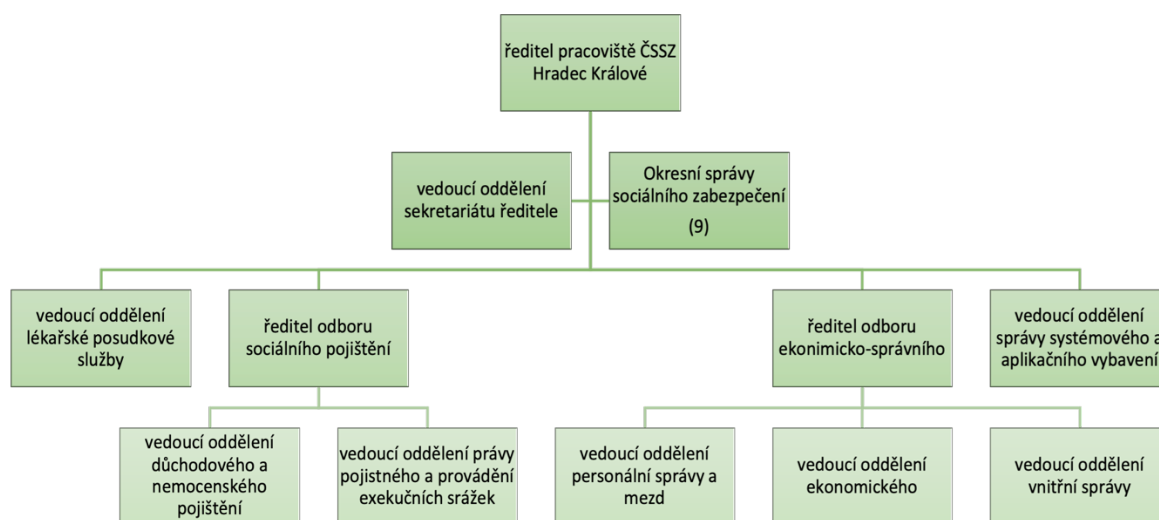 ředitel pracoviště ČSSZ
Hradec Králové
vedoucí oddělení
sekretariátu ředitele
Okresní správy
sociálního zabezpečení
(9)
vedoucí oddělení
lékařské posudkové
služby
ředitel odboru
sociálního pojištění
ředitel odboru
ekonimicko-správního
vedoucí oddělení
správy systémového a
aplikačního vybavení
vedoucí oddělení
důchodového a
nemocenského
pojištění
vedoucí oddělení právy
pojistného a provádění
exekučních srážek
vedoucí oddělení
personální správy a
mezd
vedoucí oddělení
ekonomického
vedoucí oddělení
vnitřní správy